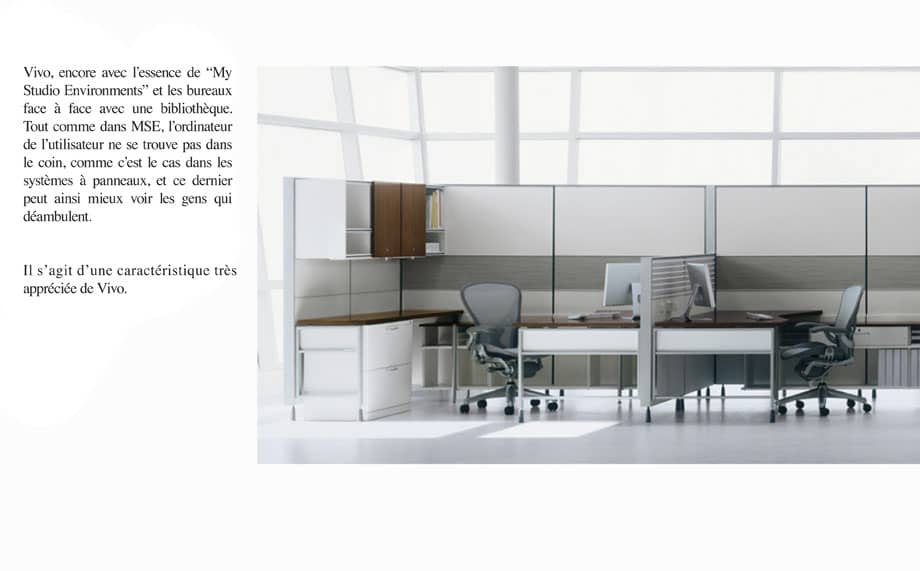 Vivo, encore avec l’essence de “My
Studio Environments” et les bureaux
face à face avec une bibliothèque.
Tout comme dans MSE, l’ordinateur
de l’utilisateur ne se trouve pas dans
le coin, comme c’est le cas dans les
systèmes à panneaux, et ce dernier
peut ainsi mieux voir les gens qui
déambulent.
Il s’agit d’une caractéristique très
appréciée de Vivo.